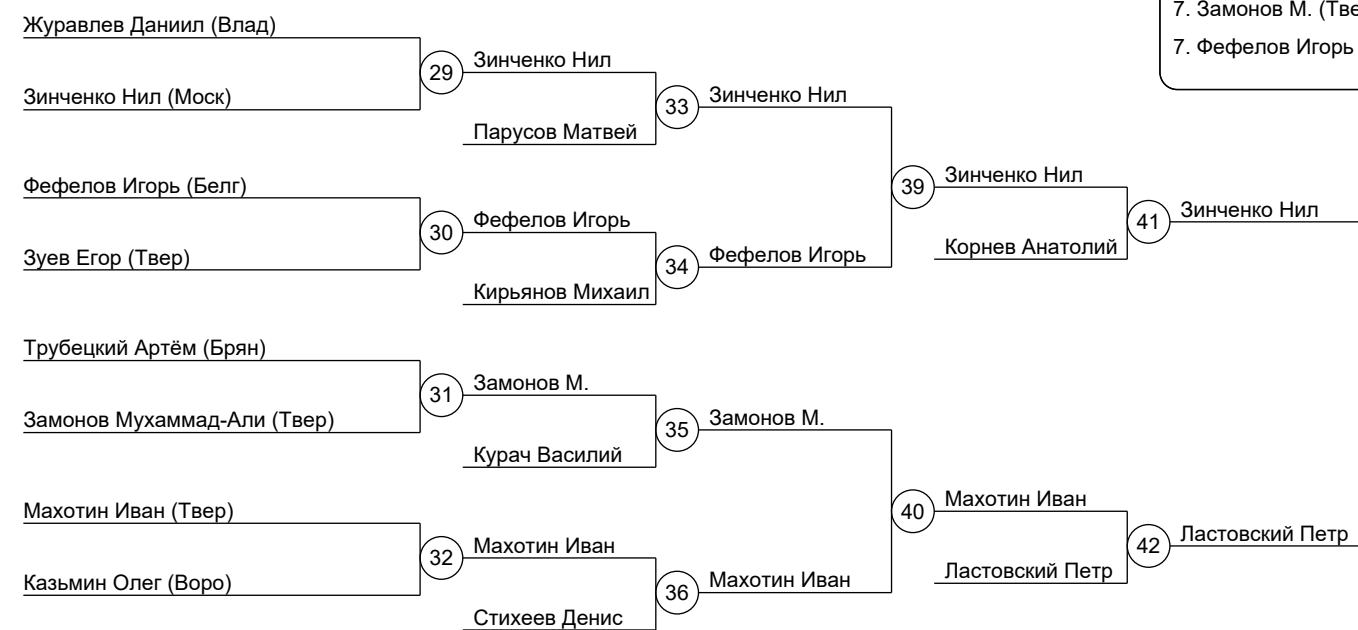 Журавлев Даниил (Влад)
29
Зинченко Нил
Зинченко Нил (Моск)
33
Зинченко Нил
Парусов Матвей
Фефелов Игорь (Белг)
30
Фефелов Игорь
Зуев Егор (Твер)
34
Фефелов Игорь
Кирьянов Михаил
39
Зинченко Нил
Корнев Анатолий
41
Зинченко Нил
Трубецкий Артём (Брян)
31
Замонов М.
Замонов Мухаммад-Али (Твер)
35
Замонов М.
Курач Василий
Махотин Иван (Твер)
32
Махотин Иван
Казьмин Олег (Воро)
36
Махотин Иван
Стихеев Денис
40
Махотин Иван
Ластовский Петр
42
Ластовский Петр
7. Замонов М. (Тве
7. Фефелов Игорь